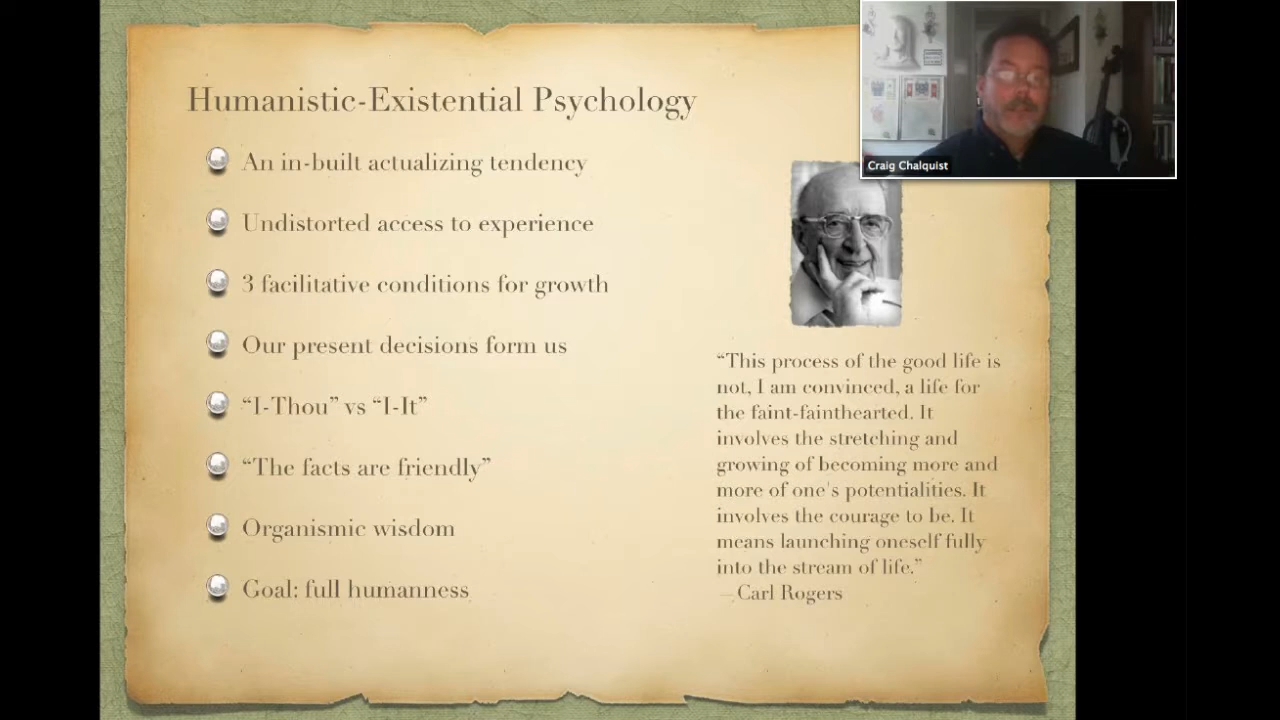 Humanistic-Existential Psychology
An in-built actualizing tendency
Undistorted access to experience
3 facilitative conditions for growth
Our present decisions form us
“I-Thou” vs “I-It”
“The facts are friendly”
Organismic wisdom
Goal: full humanness
Craig Chalquist
“This process of the good life is
not, I am convinced, a life for
the faint-fainthearted. It
involves the stretching and
growing of becoming more and
more of one's potentialities. It
involves the courage to be. It
means launching oneself fully
into the stream of life.”
—Carl Rogers